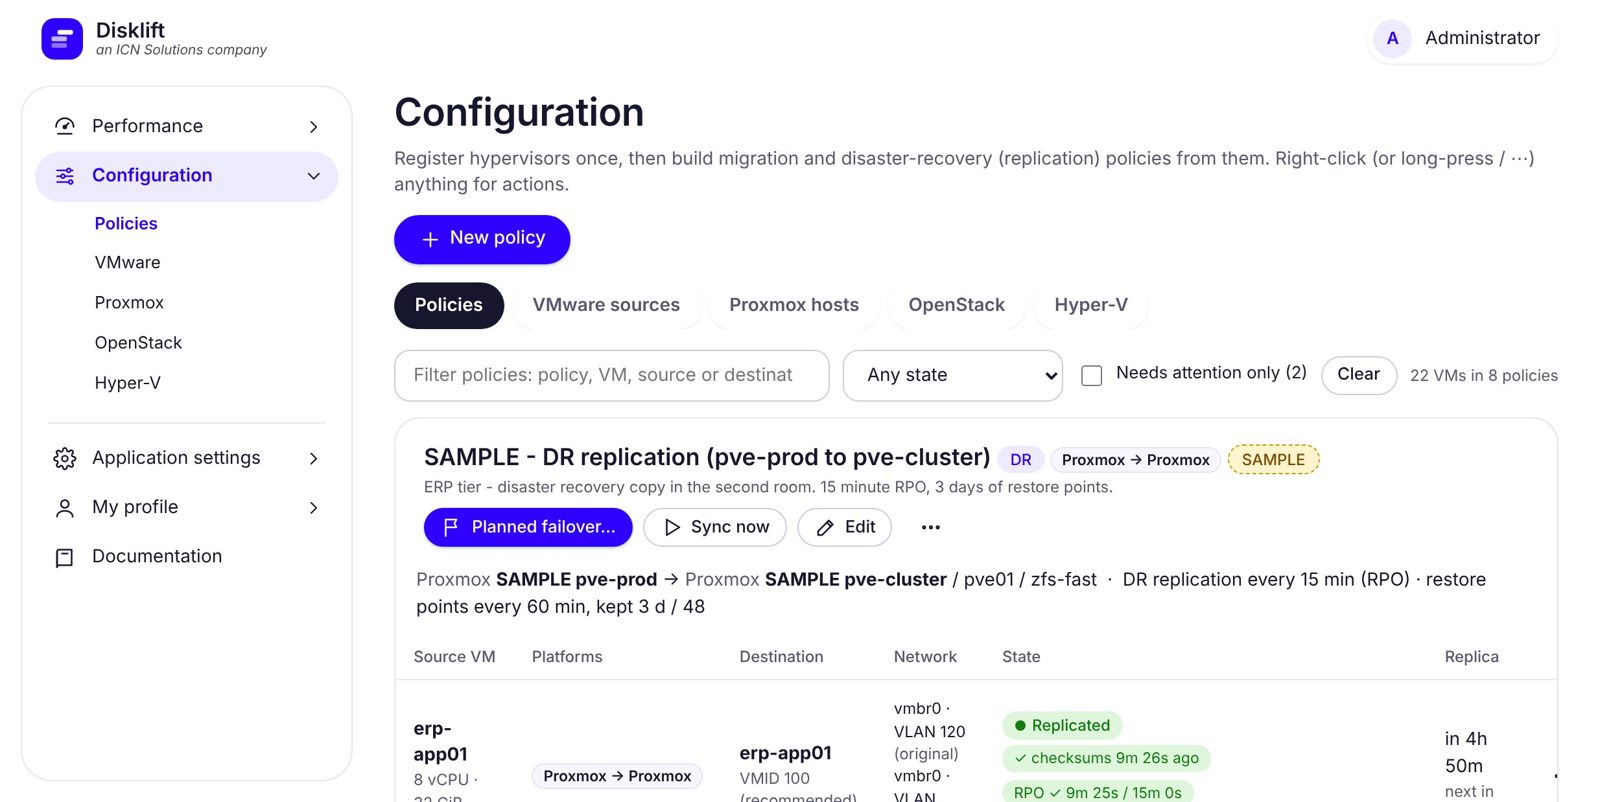 Disklift
an ICN Solutions company
A Administrator
Performance
Configuration
Policies
VMware
Proxmox
OpenStack
Hyper-V
Application settings
My profile
Documentation
Configuration
Register hypervisors once, then build migration and disaster-recovery (replication) policies from them. Right-click (or long-press / ···)
anything for actions.
+ New policy
Policies VMware sources Proxmox hosts OpenStack Hyper-V
Filter policies: policy, VM, source or destinat Any state Needs attention only (2) Clear 22 VMs in 8 policies
SAMPLE - DR replication (pve-prod to pve-cluster) DR Proxmox → Proxmox SAMPLE
ERP tier - disaster recovery copy in the second room. 15 minute RPO, 3 days of restore points.
Planned failover... Sync now Edit ···
Proxmox SAMPLE pve-prod → Proxmox SAMPLE pve-cluster / pve01 / zfs-fast · DR replication every 15 min (RPO) · restore
points every 60 min, kept 3 d / 48
Source VM Platforms Destination Network State Replica
erp-
app01
8 vCPU ·
32 GiB
Proxmox → Proxmox
erp-app01
VMID 100
(recommended)
vmbr0 ·
VLAN 120
(original)
vmbr0 ·
VLAN
Replicated
✓ checksums 9m 26s ago
RPO ✓ 9m 25s / 15m 0s
in 4h
50m
next in